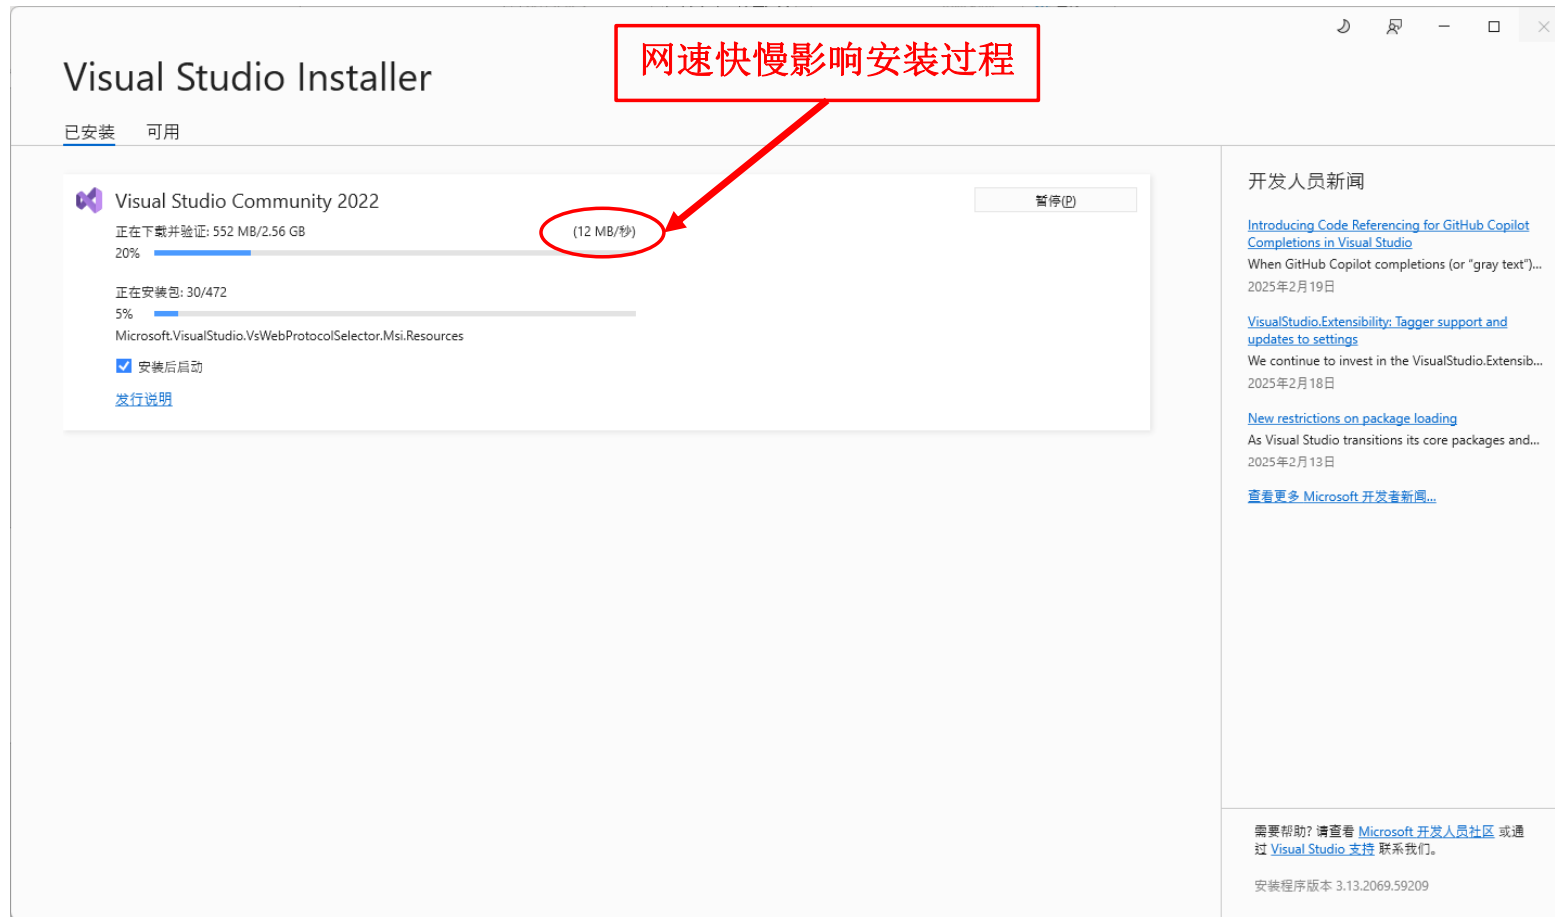 网速快慢影响安装过程
Visual Studio Installer
已安装 可用
Visual Studio Community 2022
暂停(P)
正在下载并验证: 552 MB/2.56 GB (12 MB/秒)
20%
正在安装包: 30/472
5%
Microsoft.VisualStudio.VsWebProtocolSelector.Msi.Resources
安装后启动
发行说明
开发人员新闻
Introducing Code Referencing for GitHub Copilot
Completions in Visual Studio
When GitHub Copilot completions (or “gray text”)...
2025年2月19日
VisualStudio.Extensibility: Tagger support and
updates to settings
We continue to invest in the VisualStudio.Extensib...
2025年2月18日
New restrictions on package loading
As Visual Studio transitions its core packages and...
2025年2月13日
查看更多 Microsoft 开发者新闻...
需要帮助? 请查看 Microsoft 开发人员社区 或通
过 Visual Studio 支持 联系我们。
安装程序版本 3.13.2069.59209